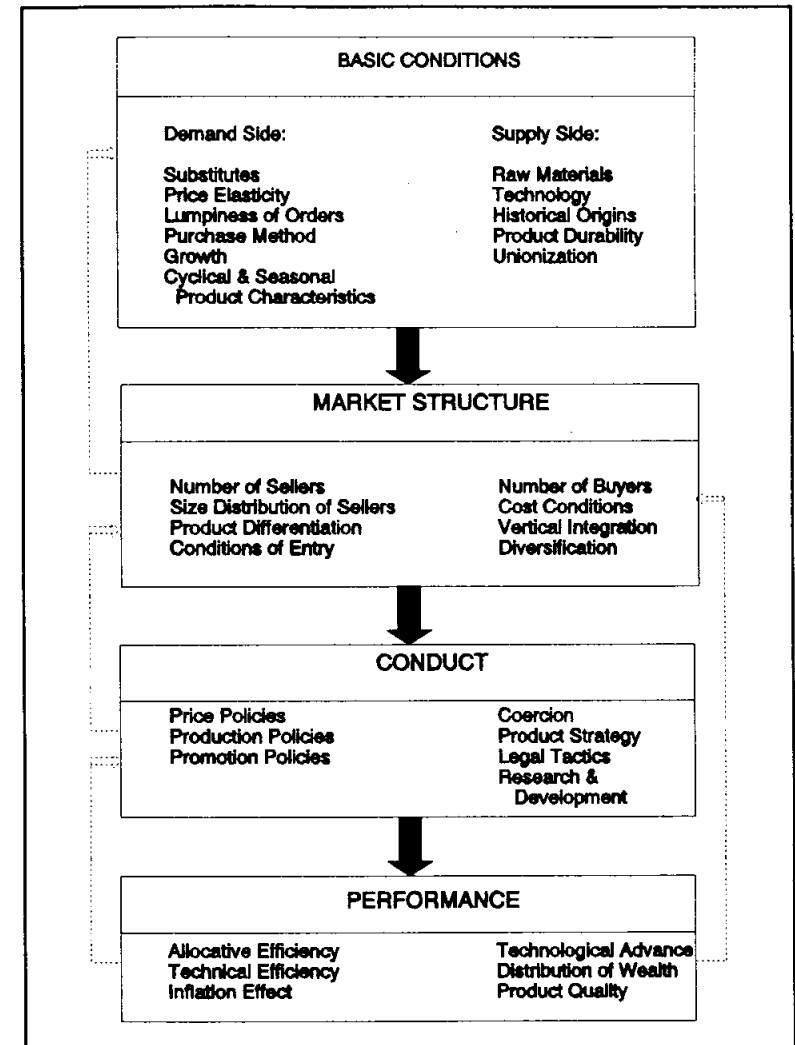 BASIC CONDITIONS
Demand Side:
Substitutes
Price Elasticity
Lumpiness of Orders
Purchase Method
Growth
Cyclical & Seasonal
Product Characteristics
Supply Side:
Raw Materials
Technology
Historical Origins
Product Durability
Unionization
MARKET STRUCTURE
Number of Sellers
Size Distribution of Sellers
Product Differentiation
Conditions of Entry
Number of Buyers
Cost Conditions
Vertical Integration
Diversification
CONDUCT
Price Policies
Production Policies
Promotion Policies
Coercion
Product Strategy
Legal Tactics
Research &
Development
PERFORMANCE
Allocative Efficiency
Technical Efficiency
Inflation Effect
Technological Advance
Distribution of Wealth
Product Quality